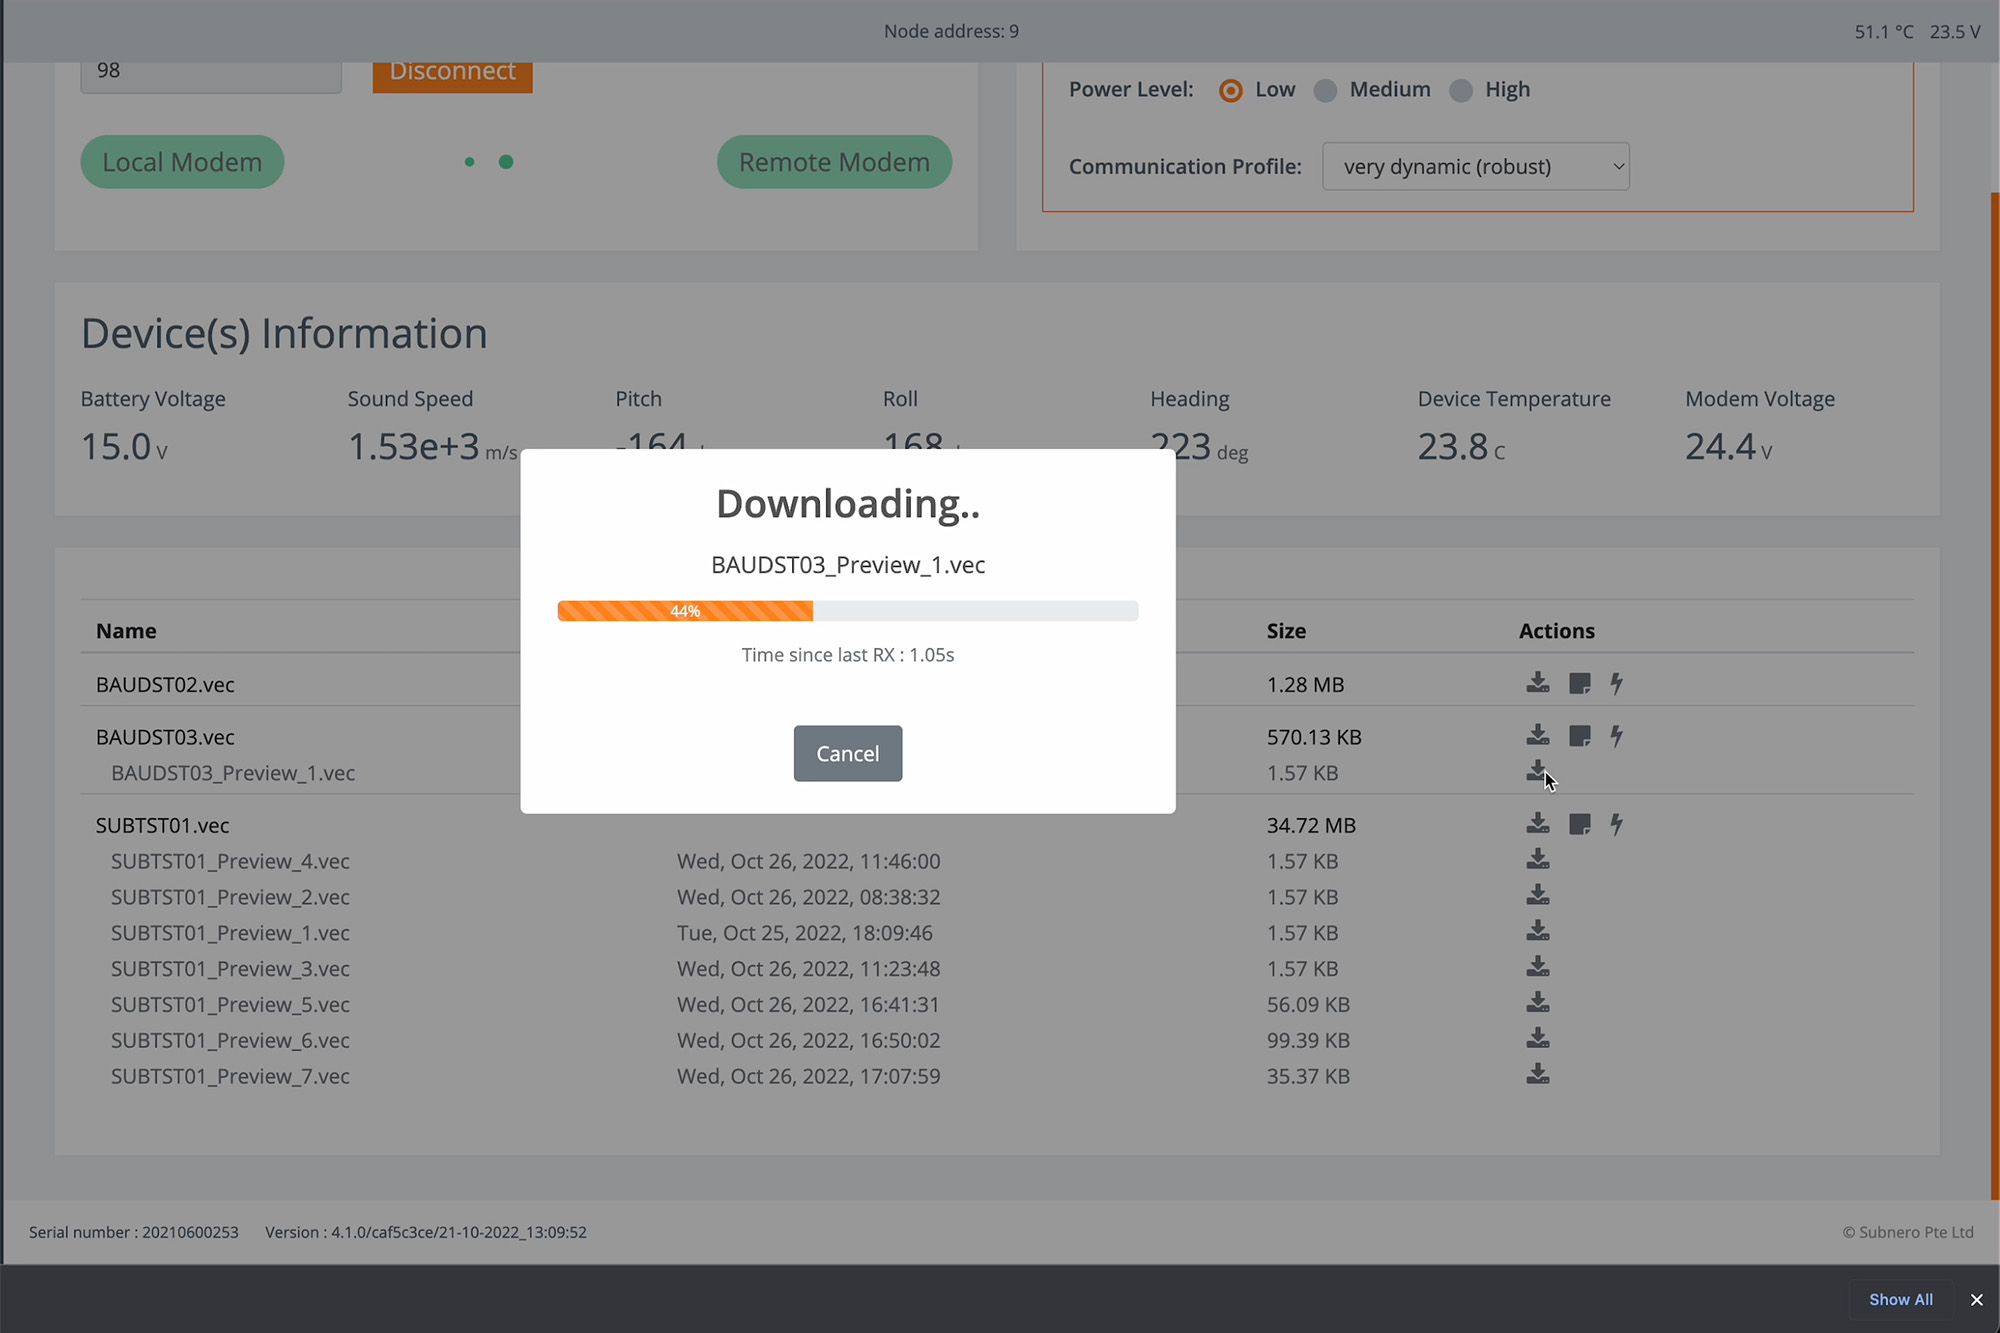 Node address: 9
51.1 °C 23.5 V
98
Disconnect
Power Level: Low Medium High
Local Modem
Remote Modem
Communication Profile: very dynamic (robust)
Device(s) Information
Battery Voltage Sound Speed Pitch Roll Heading Device Temperature Modem Voltage
15.0 V 1.53e+3 m/s -164 168 223 deg 23.8 C 24.4 V
Downloading..
BAUDST03_Preview_1.vec
44%
Time since last RX : 1.05s
Cancel
Name Size Actions
BAUDST02.vec 1.28 MB
BAUDST03.vec 570.13 KB
BAUDST03_Preview_1.vec 1.57 KB
SUBTST01.vec 34.72 MB
SUBTST01_Preview_4.vec Wed, Oct 26, 2022, 11:46:00 1.57 KB
SUBTST01_Preview_2.vec Wed, Oct 26, 2022, 08:38:32 1.57 KB
SUBTST01_Preview_1.vec Tue, Oct 25, 2022, 18:09:46 1.57 KB
SUBTST01_Preview_3.vec Wed, Oct 26, 2022, 11:23:48 1.57 KB
SUBTST01_Preview_5.vec Wed, Oct 26, 2022, 16:41:31 56.09 KB
SUBTST01_Preview_6.vec Wed, Oct 26, 2022, 16:50:02 99.39 KB
SUBTST01_Preview_7.vec Wed, Oct 26, 2022, 17:07:59 35.37 KB
Serial number : 20210600253 Version : 4.1.0/caf5c3ce/21-10-2022_13:09:52
© Subnero Pte Ltd
Show All